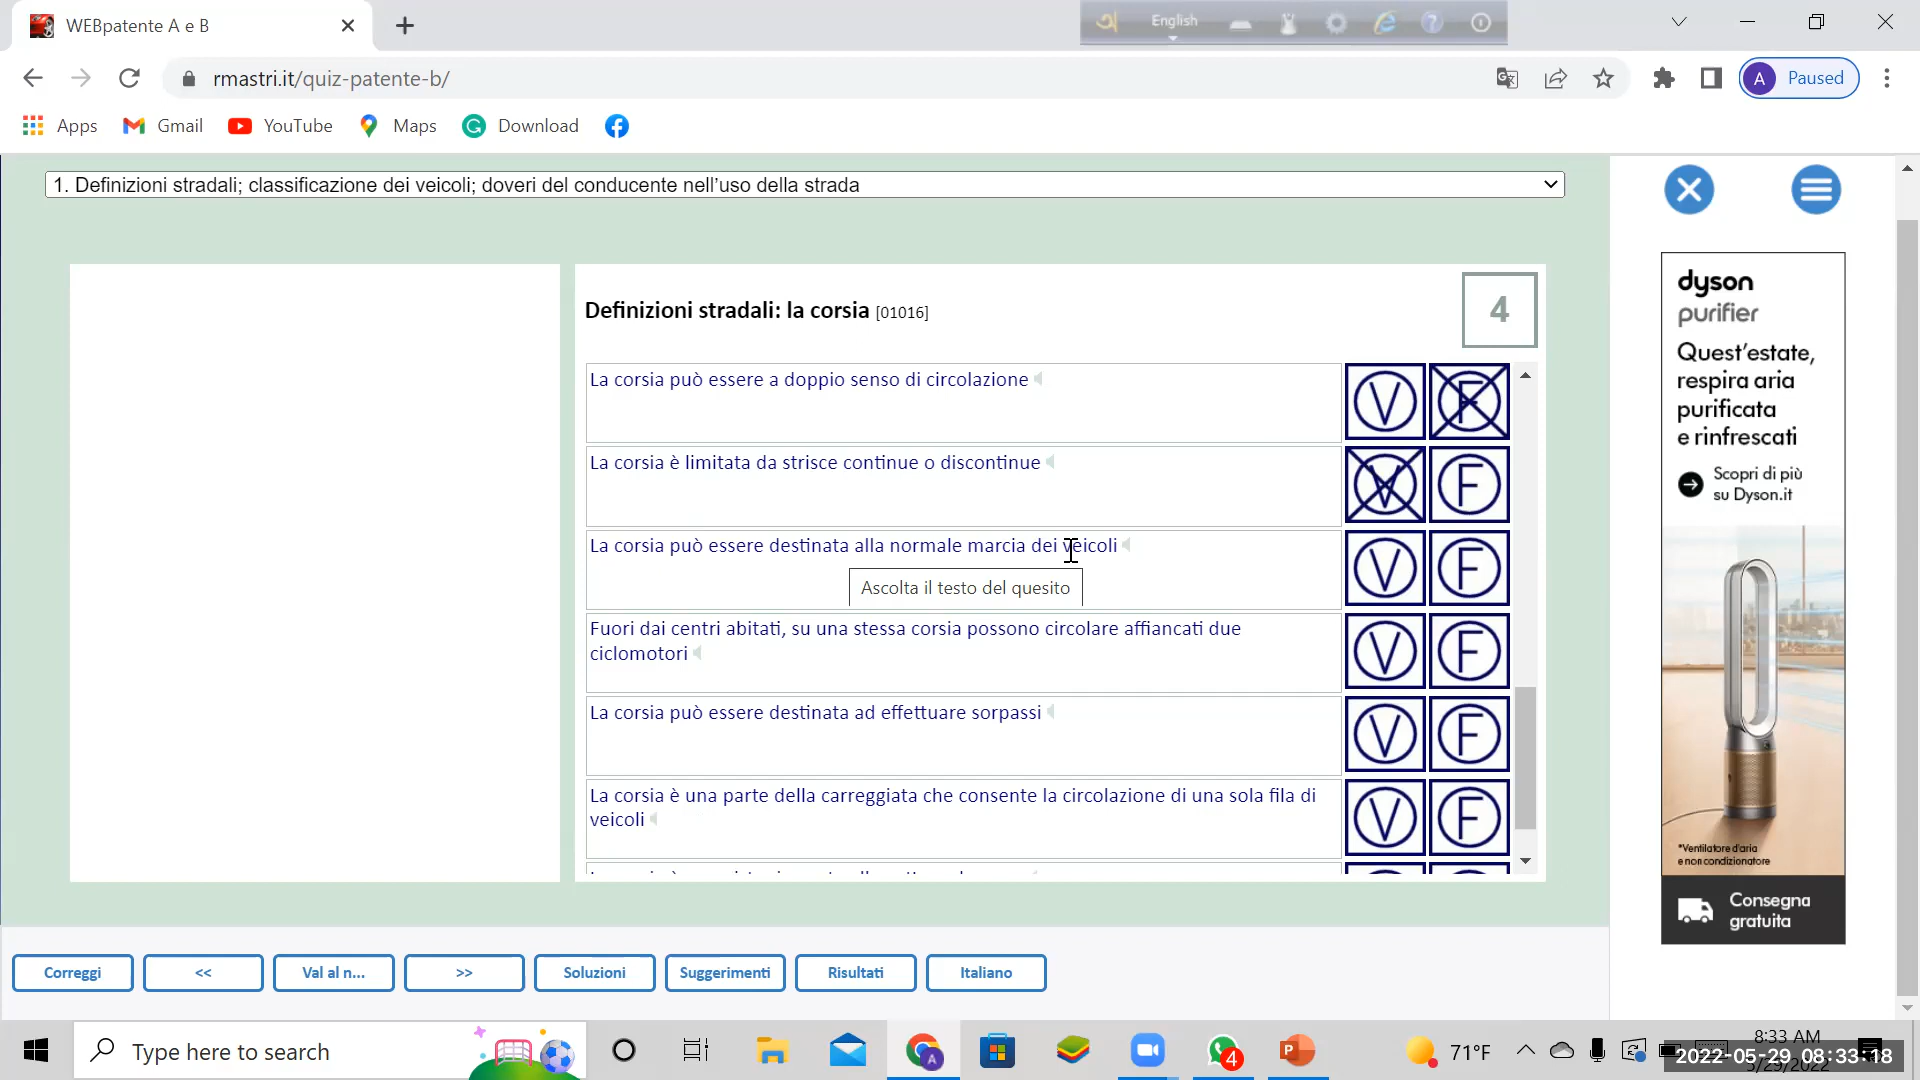 WEBpatente A e B
English
rmastri.it/quiz-patente-b/
A Paused
Apps Gmail YouTube Maps Download
1. Definizioni stradali; classificazione dei veicoli; doveri del conducente nell'uso della strada
Definizioni stradali: la corsia [01016]
4
La corsia può essere a doppio senso di circolazione
V F
La corsia è limitata da strisce continue o discontinue
V F
La corsia può essere destinata alla normale marcia dei veicoli
V F
Ascolta il testo del quesito
Fuori dai centri abitati, su una stessa corsia possono circolare affiancati due
ciclomotori
V F
La corsia può essere destinata ad effettuare sorpassi
V F
La corsia è una parte della carreggiata che consente la circolazione di una sola fila di
veicoli
V F
dyson
purifier
Quest'estate,
respira aria
purificata
e rinfrescati
Scopri di più
su Dyson.it
*Ventilatore d'aria
e non condizionatore
Consegna
gratuita
Correggi << Val al n... >> Soluzioni Suggerimenti Risultati Italiano
Type here to search
A
4
71°F
8:33 AM
2022-05-29 08:33:18